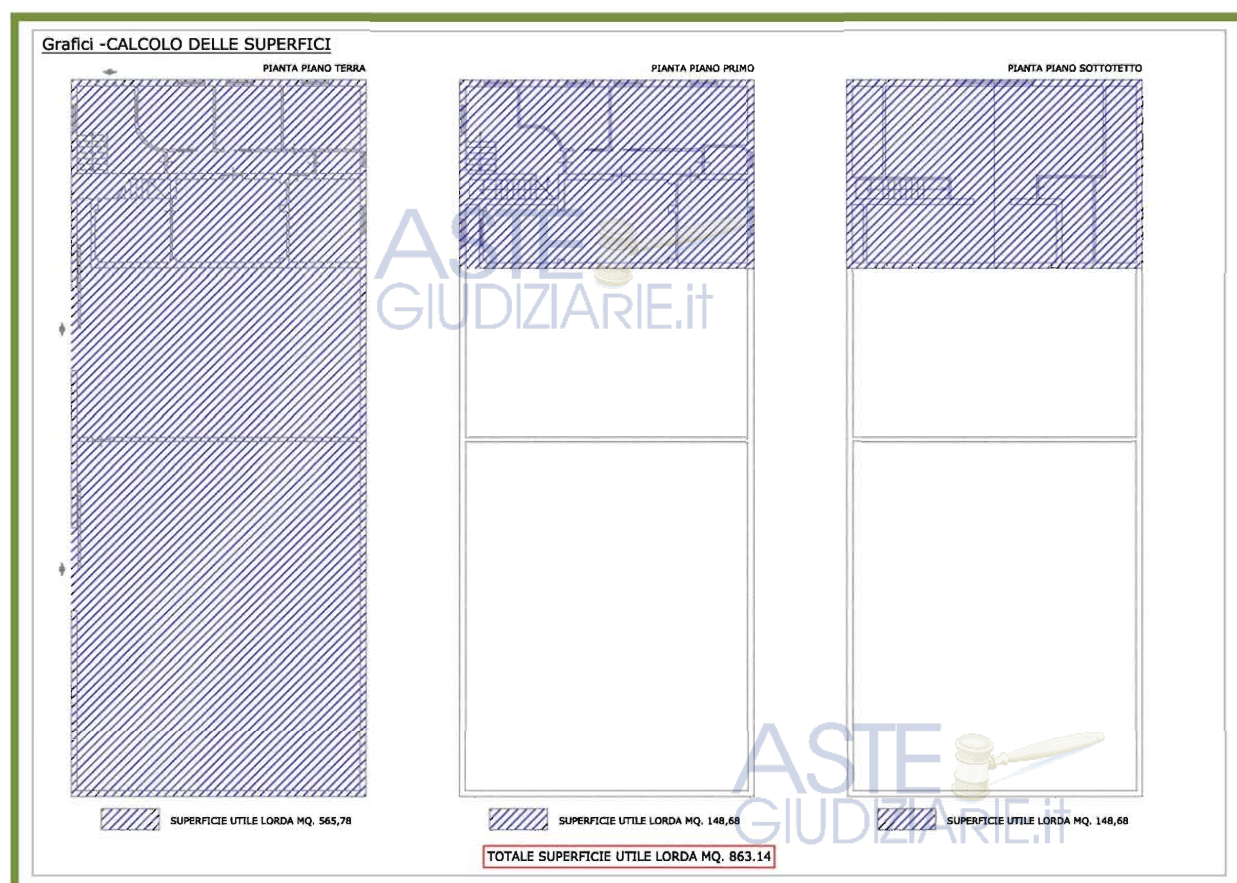 Grafici -CALCOLO DELLE SUPERFICI
PIANTA PIANO TERRA
PIANTA PIANO PRIMO
PIANTA PIANO SOTTOTETTO
ASTE
GIUDIZIARIE.it
ASTE
GIUDIZIARIE.it
SUPERFICIE UTILE LORDA MQ. 565,78
SUPERFICIE UTILE LORDA MQ. 148,68
SUPERFICIE UTILE LORDA MQ. 148,68
TOTALE SUPERFICIE UTILE LORDA MQ. 863.14